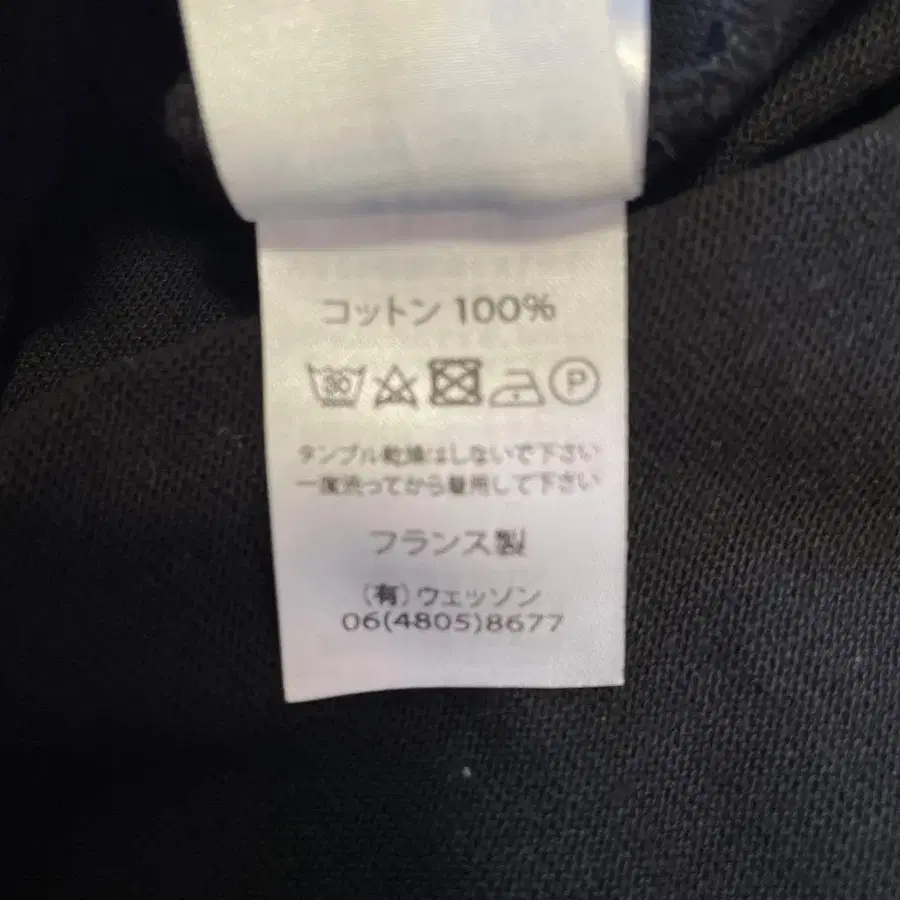 コットン 100%
30
P
タンブル乾燥はしないで下さい
一度洗ってから着用して下さい
フランス製
(有)ウェッソン
06(4805)8677